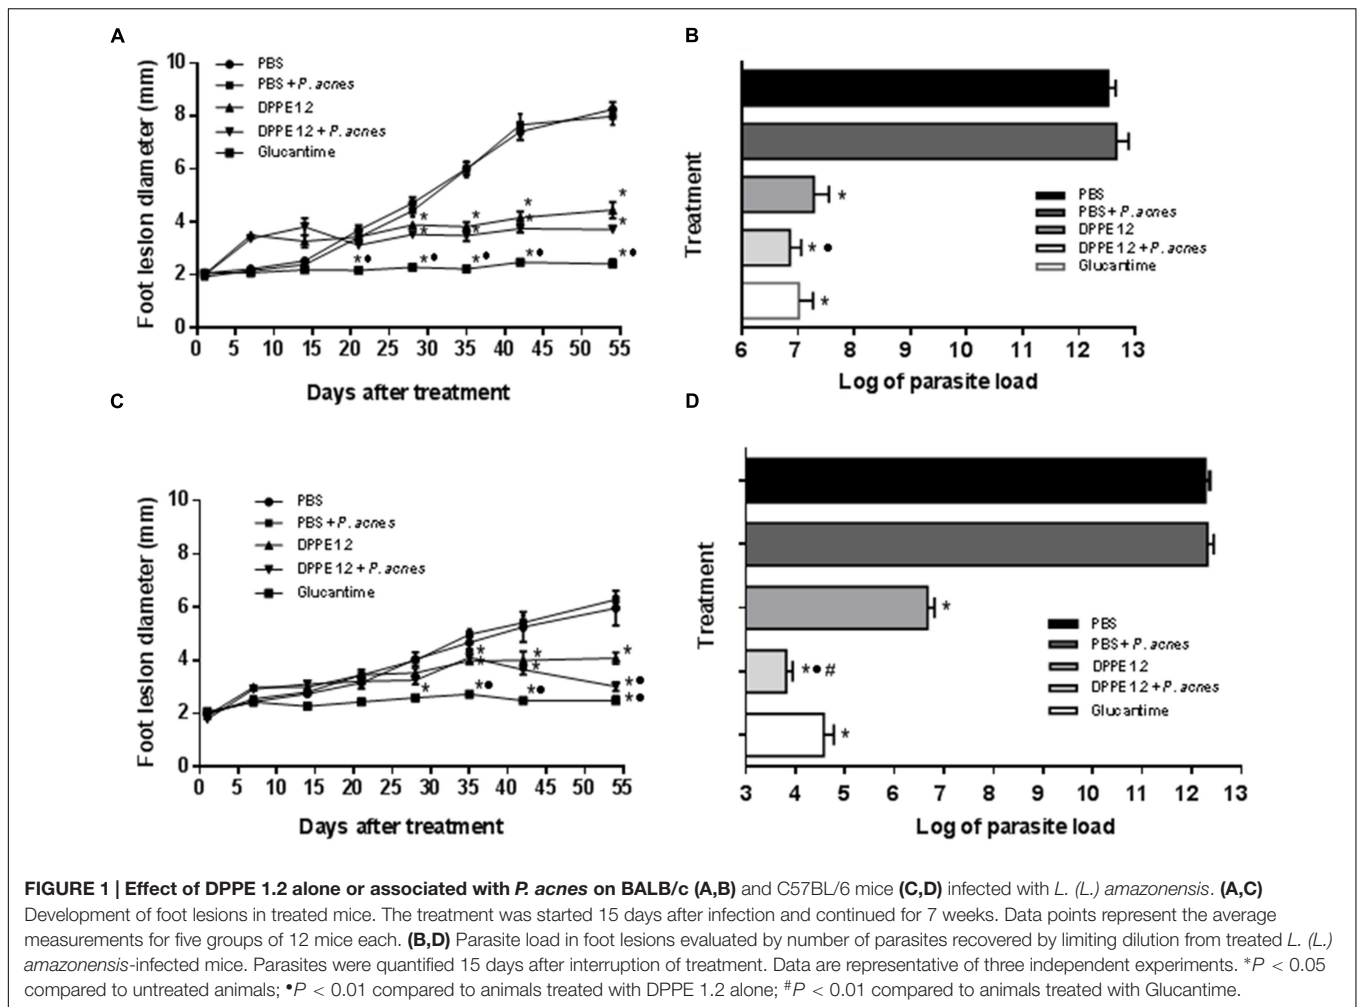 A
Foot lesion diameter (mm)
10
8
6
4
2
0
PBS
PBS + P. acnes
DPPE 1.2
DPPE 1.2 + P. acnes
Glucantime
* * * *
* * * *
*• *• *• *• *•
0 5 10 15 20 25 30 35 40 45 50 55
Days after treatment
B
Treatment
*
* •
*
PBS
PBS + P. acnes
DPPE 1.2
DPPE 1.2 + P. acnes
Glucantime
6 7 8 9 10 11 12 13
Log of parasite load
C
Foot lesion diameter (mm)
10
8
6
4
2
0
PBS
PBS + P. acnes
DPPE 1.2
DPPE 1.2 + P. acnes
Glucantime
* * *
* * *•
* *• *• *•
0 5 10 15 20 25 30 35 40 45 50 55
Days after treatment
D
Treatment
*
*• #
*
PBS
PBS + P. acnes
DPPE 1.2
DPPE 1.2 + P. acnes
Glucantime
3 4 5 6 7 8 9 10 11 12 13
Log of parasite load
FIGURE 1 | Effect of DPPE 1.2 alone or associated with P. acnes on BALB/c (A,B) and C57BL/6 mice (C,D) infected with L. (L.) amazonensis. (A,C)
Development of foot lesions in treated mice. The treatment was started 15 days after infection and continued for 7 weeks. Data points represent the average
measurements for five groups of 12 mice each. (B,D) Parasite load in foot lesions evaluated by number of parasites recovered by limiting dilution from treated L. (L.)
amazonensis-infected mice. Parasites were quantified 15 days after interruption of treatment. Data are representative of three independent experiments. *P < 0.05
compared to untreated animals; •P < 0.01 compared to animals treated with DPPE 1.2 alone; #P < 0.01 compared to animals treated with Glucantime.